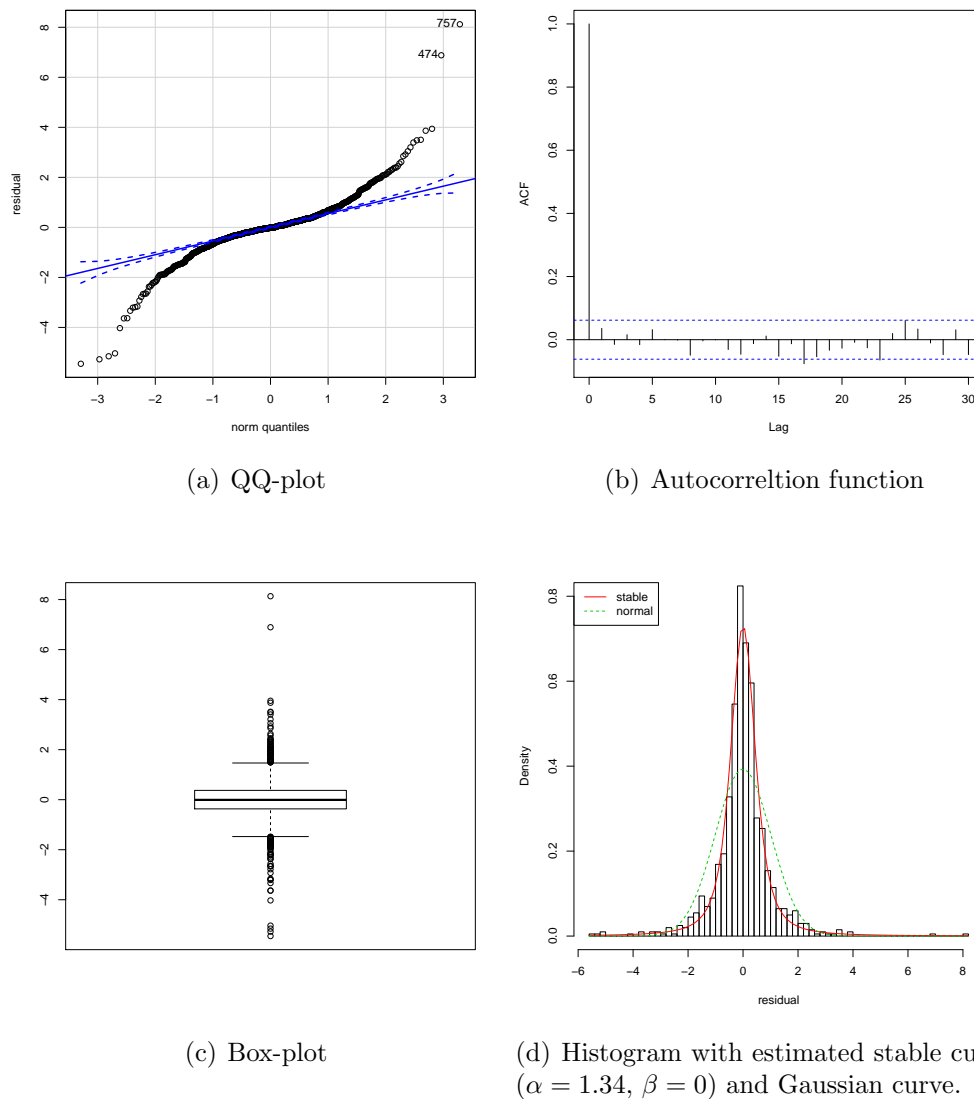 757
474
8
6
4
2
0
−2
−4
residual
−3 −2 −1 0 1 2 3
norm quantiles
(a) QQ-plot
1.0
0.8
0.6
0.4
0.2
0.0
ACF
0 5 10 15 20 25 30
Lag
(b) Autocorreltion function
8
6
4
2
0
−2
−4
(c) Box-plot
stable
normal
0.8
0.6
0.4
0.2
0.0
Density
−6 −4 −2 0 2 4 6 8
residual
(d) Histogram with estimated stable cu
(α = 1.34, β = 0) and Gaussian curve.